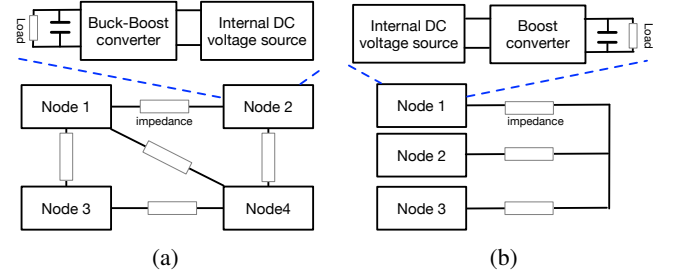 Load
Buck-Boost
converter
Internal DC
voltage source
Node 1
Node 2
impedance
Node 3
Node4
(a)
Internal DC
voltage source
Boost
converter
Load
Node 1
impedance
Node 2
Node 3
(b)